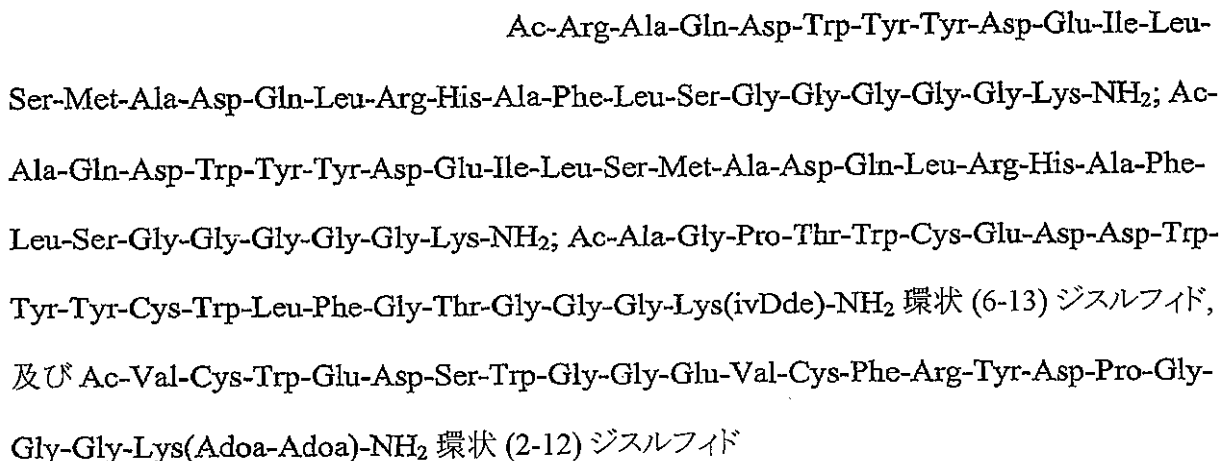 Ac-Arg-Ala-Gln-Asp-Trp-Tyr-Tyr-Asp-Glu-Ile-Leu-
Ser-Met-Ala-Asp-Gln-Leu-Arg-His-Ala-Phe-Leu-Ser-Gly-Gly-Gly-Gly-Gly-Lys-NH₂; Ac-
Ala-Gln-Asp-Trp-Tyr-Tyr-Asp-Glu-Ile-Leu-Ser-Met-Ala-Asp-Gln-Leu-Arg-His-Ala-Phe-
Leu-Ser-Gly-Gly-Gly-Gly-Gly-Lys-NH₂; Ac-Ala-Gly-Pro-Thr-Trp-Cys-Glu-Asp-Asp-Trp-
Tyr-Tyr-Cys-Trp-Leu-Phe-Gly-Thr-Gly-Gly-Gly-Lys(ivDde)-NH₂ 環状 (6-13) ジスルフィド,
及び Ac-Val-Cys-Trp-Glu-Asp-Ser-Trp-Gly-Gly-Glu-Val-Cys-Phe-Arg-Tyr-Asp-Pro-Gly-
Gly-Gly-Lys(Adoa-Adoa)-NH₂ 環状 (2-12) ジスルフィド